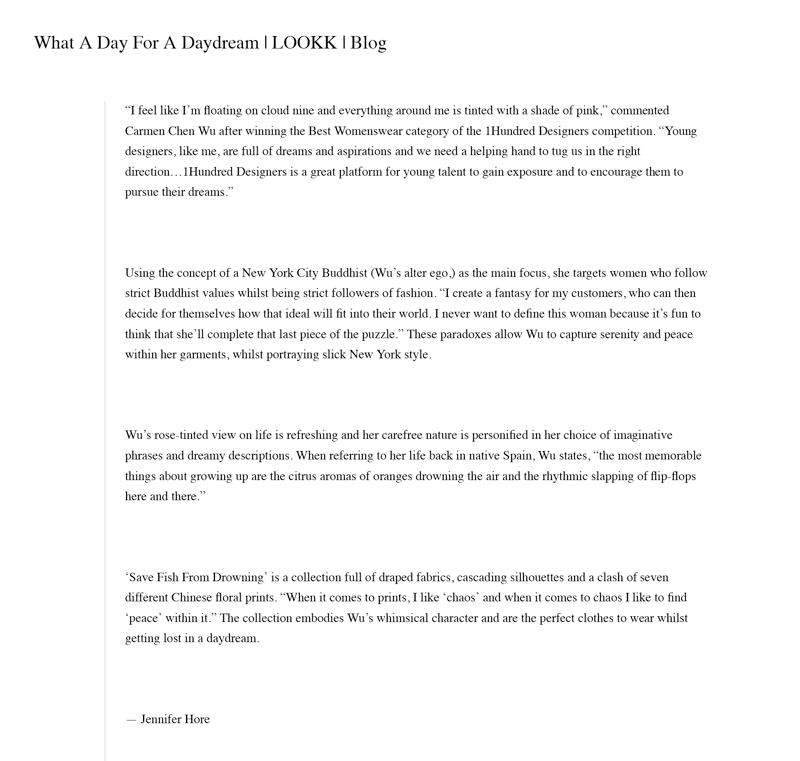 What A Day For A Daydream | LOOKK | Blog
“I feel like I’m floating on cloud nine and everything around me is tinted with a shade of pink,” commented
Carmen Chen Wu after winning the Best Womenswear category of the 1Hundred Designers competition. “Young
designers, like me, are full of dreams and aspirations and we need a helping hand to tug us in the right
direction…1Hundred Designers is a great platform for young talent to gain exposure and to encourage them to
pursue their dreams.”
Using the concept of a New York City Buddhist (Wu’s alter ego,) as the main focus, she targets women who follow
strict Buddhist values whilst being strict followers of fashion. “I create a fantasy for my customers, who can then
decide for themselves how that ideal will fit into their world. I never want to define this woman because it’s fun to
think that she’ll complete that last piece of the puzzle.” These paradoxes allow Wu to capture serenity and peace
within her garments, whilst portraying slick New York style.
Wu’s rose-tinted view on life is refreshing and her carefree nature is personified in her choice of imaginative
phrases and dreamy descriptions. When referring to her life back in native Spain, Wu states, “the most memorable
things about growing up are the citrus aromas of oranges drowning the air and the rhythmic slapping of flip-flops
here and there.”
‘Save Fish From Drowning’ is a collection full of draped fabrics, cascading silhouettes and a clash of seven
different Chinese floral prints. “When it comes to prints, I like ‘chaos’ and when it comes to chaos I like to find
‘peace’ within it.” The collection embodies Wu’s whimsical character and are the perfect clothes to wear whilst
getting lost in a daydream.
— Jennifer Hore